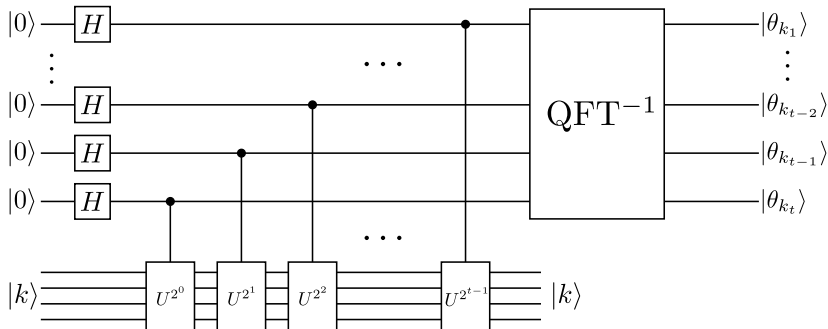 |0⟩ H |θ_{k_1}⟩
⋮ ⋯ ⋮
|0⟩ H QFT^{−1} |θ_{k_{t−2}}⟩
|0⟩ H |θ_{k_{t−1}}⟩
|0⟩ H |θ_{k_t}⟩
⋯
|k⟩ U^{2^0} U^{2^1} U^{2^2} U^{2^{t−1}} |k⟩